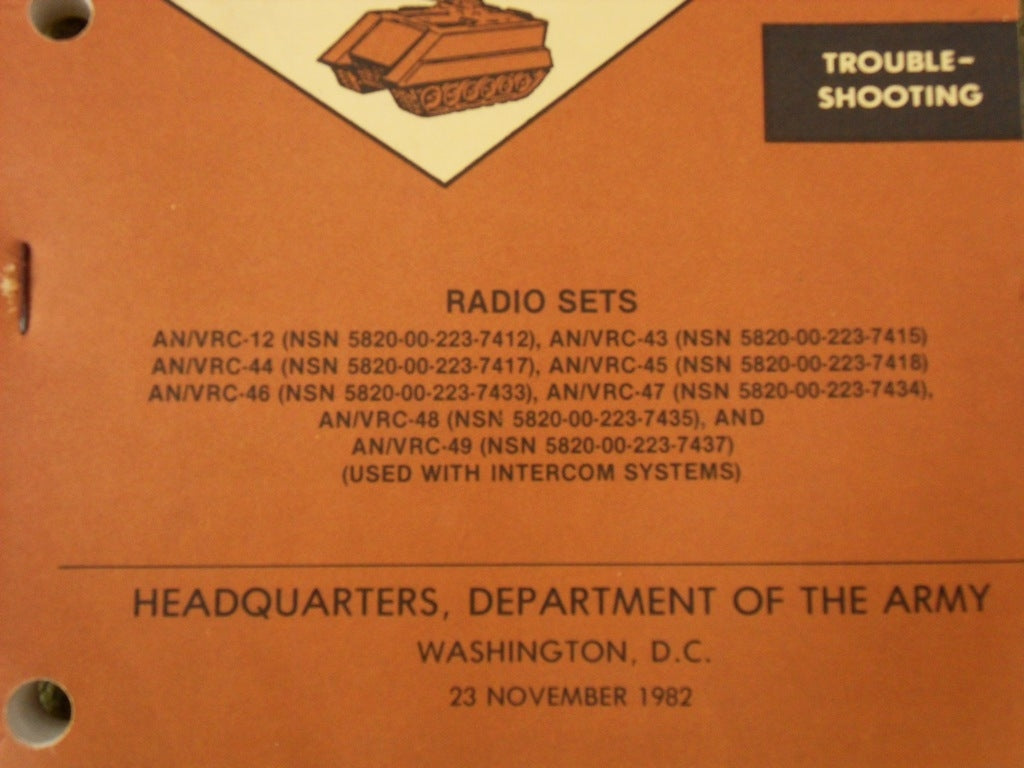 TROUBLE-
SHOOTING
RADIO SETS
AN/VRC-12 (NSN 5820-00-223-7412), AN/VRC-43 (NSN 5820-00-223-7415)
AN/VRC-44 (NSN 5820-00-223-7417), AN/VRC-45 (NSN 5820-00-223-7418)
AN/VRC-46 (NSN 5820-00-223-7433), AN/VRC-47 (NSN 5820-00-223-7434),
AN/VRC-48 (NSN 5820-00-223-7435), AND
AN/VRC-49 (NSN 5820-00-223-7437)
(USED WITH INTERCOM SYSTEMS)
HEADQUARTERS, DEPARTMENT OF THE ARMY
WASHINGTON, D.C.
23 NOVEMBER 1982